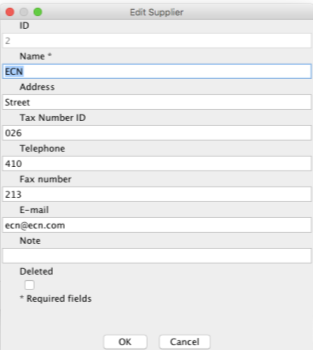 Edit Supplier
ID
2
Name *
ECN
Address
Street
Tax Number ID
026
Telephone
410
Fax number
213
E-mail
ecn@ecn.com
Note
Deleted
* Required fields
OK Cancel